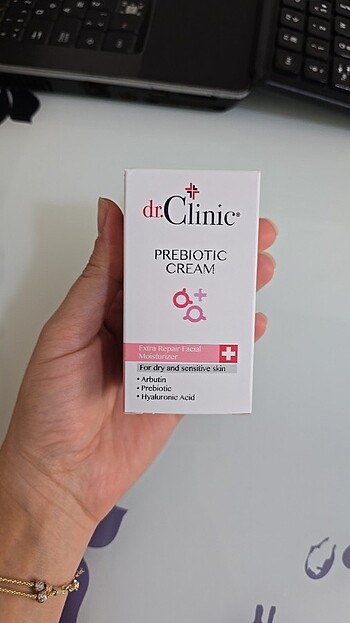 dr.Clinic®
PREBIOTIC
CREAM
Extra Repair Facial
Moisturizer
For dry and sensitive skin
• Arbutin
• Prebiotic
• Hyaluronic Acid